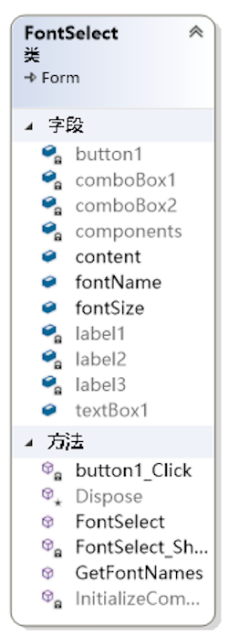 FontSelect
类
Form
字段
button1
comboBox1
comboBox2
components
content
fontName
fontSize
label1
label2
label3
textBox1
方法
button1_Click
Dispose
FontSelect
FontSelect_Sh...
GetFontNames
InitializeCom...